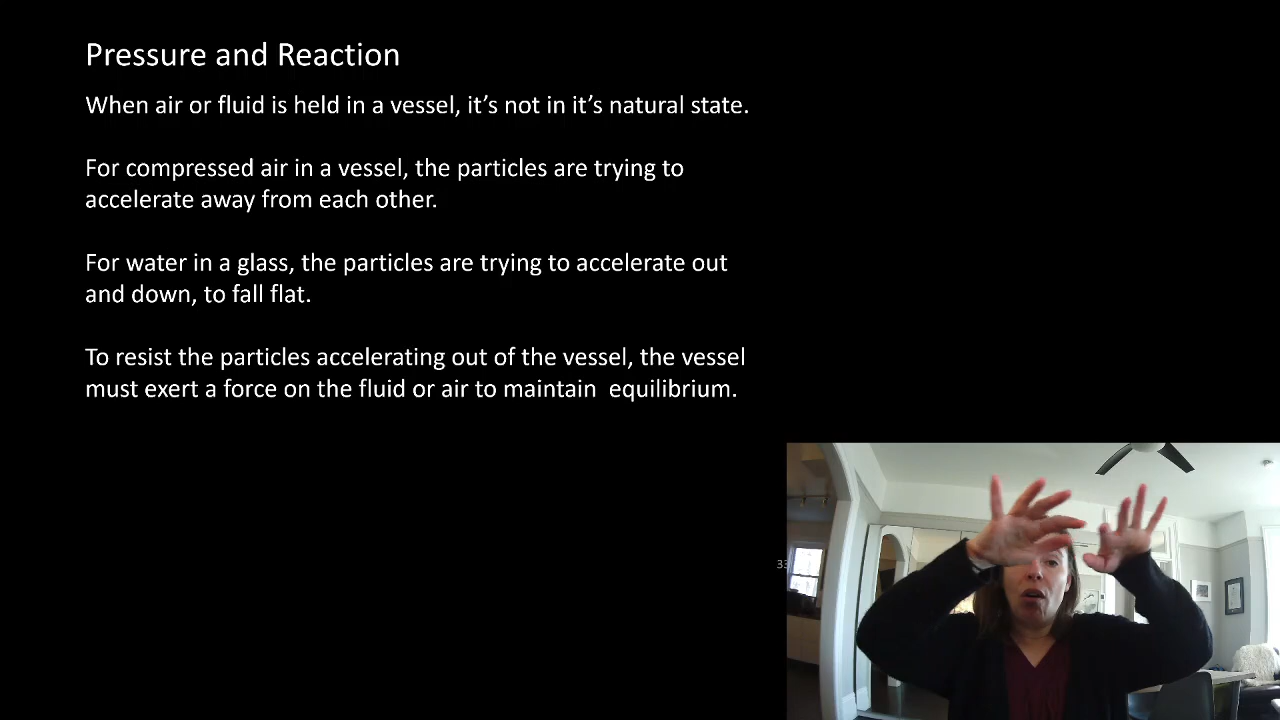 Pressure and Reaction
When air or fluid is held in a vessel, it’s not in it’s natural state.
For compressed air in a vessel, the particles are trying to
accelerate away from each other.
For water in a glass, the particles are trying to accelerate out
and down, to fall flat.
To resist the particles accelerating out of the vessel, the vessel
must exert a force on the fluid or air to maintain  equilibrium.